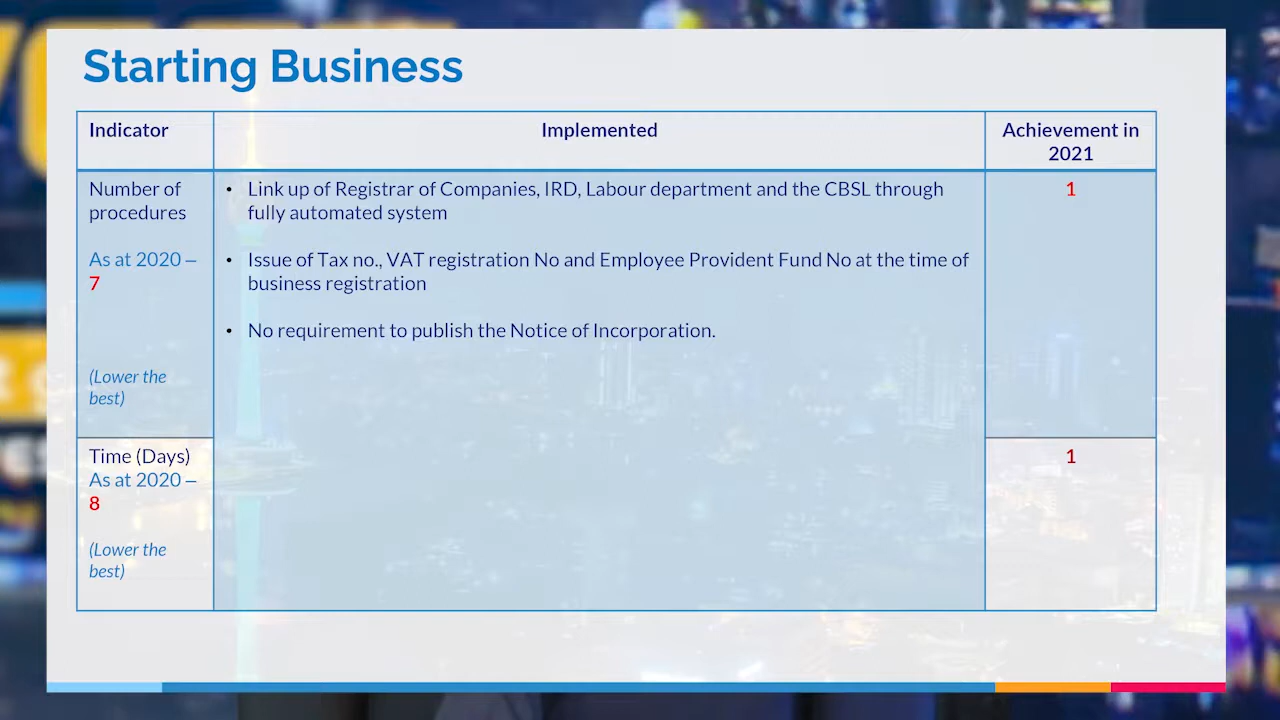 Starting Business
Indicator
Implemented
Achievement in
2021
Number of
procedures
As at 2020 –
7
(Lower the
best)
• Link up of Registrar of Companies, IRD, Labour department and the CBSL through
fully automated system
• Issue of Tax no., VAT registration No and Employee Provident Fund No at the time of
business registration
• No requirement to publish the Notice of Incorporation.
1
Time (Days)
As at 2020 –
8
(Lower the
best)
1